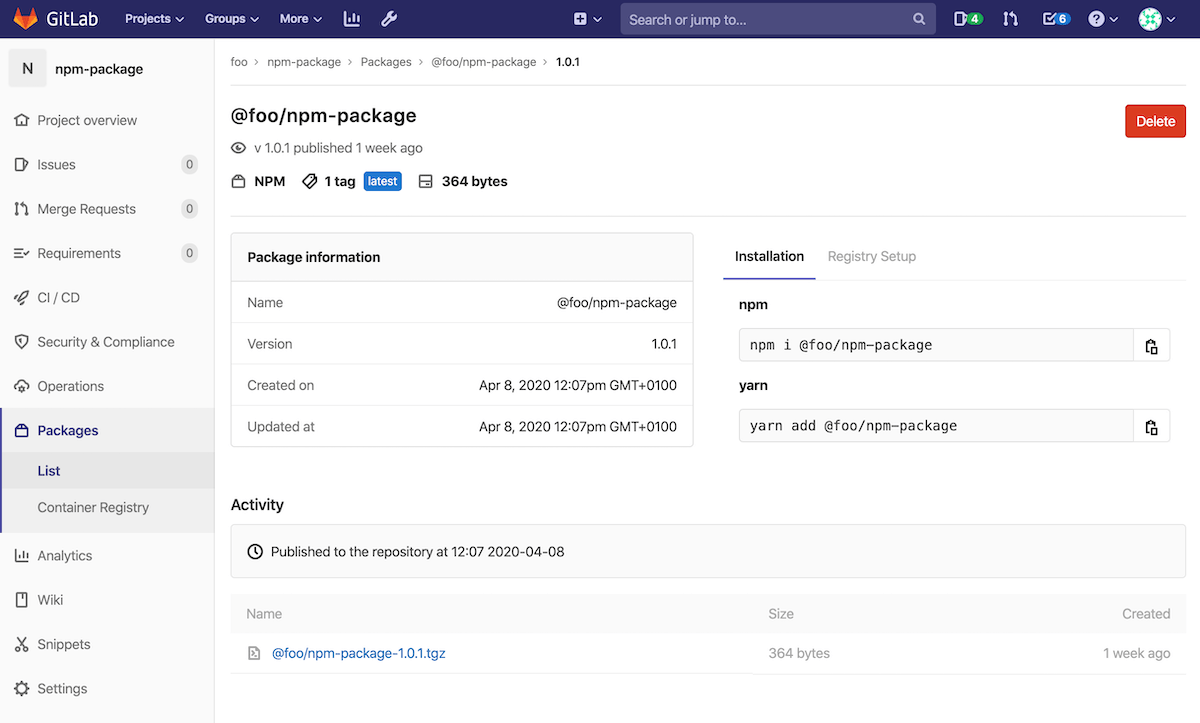 GitLab Projects Groups More Search or jump to... 4 6
N npm-package
Project overview
Issues 0
Merge Requests 0
Requirements 0
CI / CD
Security & Compliance
Operations
Packages
List
Container Registry
Analytics
Wiki
Snippets
Settings
foo > npm-package > Packages > @foo/npm-package > 1.0.1
@foo/npm-package
Delete
v 1.0.1 published 1 week ago
NPM 1 tag latest 364 bytes
Package information
Name @foo/npm-package
Version 1.0.1
Created on Apr 8, 2020 12:07pm GMT+0100
Updated at Apr 8, 2020 12:07pm GMT+0100
Installation Registry Setup
npm
npm i @foo/npm-package
yarn
yarn add @foo/npm-package
Activity
Published to the repository at 12:07 2020-04-08
Name Size Created
@foo/npm-package-1.0.1.tgz 364 bytes 1 week ago